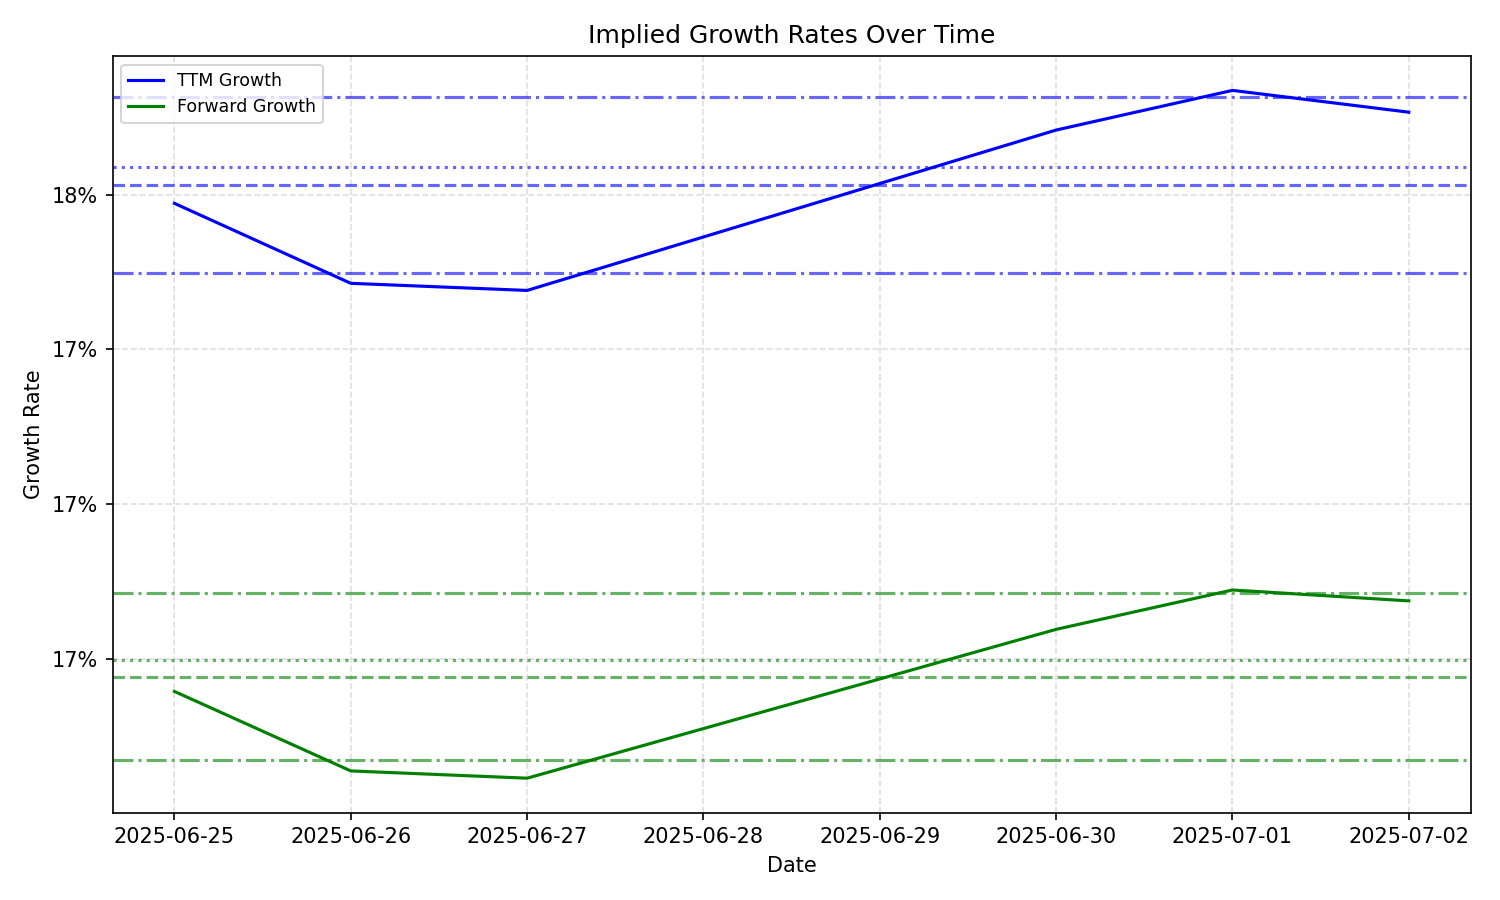 Implied Growth Rates Over Time
TTM Growth
Forward Growth
18%
17%
17%
17%
Growth Rate
2025-06-25 2025-06-26 2025-06-27 2025-06-28 2025-06-29 2025-06-30 2025-07-01 2025-07-02
Date